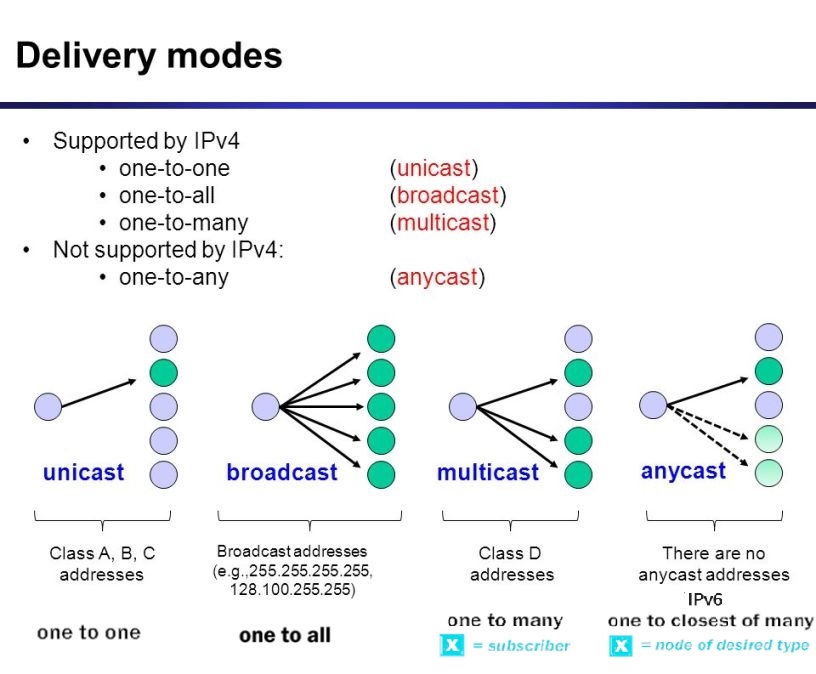 Delivery modes
• Supported by IPv4
• one-to-one (unicast)
• one-to-all (broadcast)
• one-to-many (multicast)
• Not supported by IPv4:
• one-to-any (anycast)
unicast broadcast multicast anycast
Class A, B, C
addresses
Broadcast addresses
(e.g.,255.255.255.255,
128.100.255.255)
Class D
addresses
There are no
anycast addresses
IPv6
one to one
one to all
one to many
X = subscriber
one to closest of many
X = node of desired type